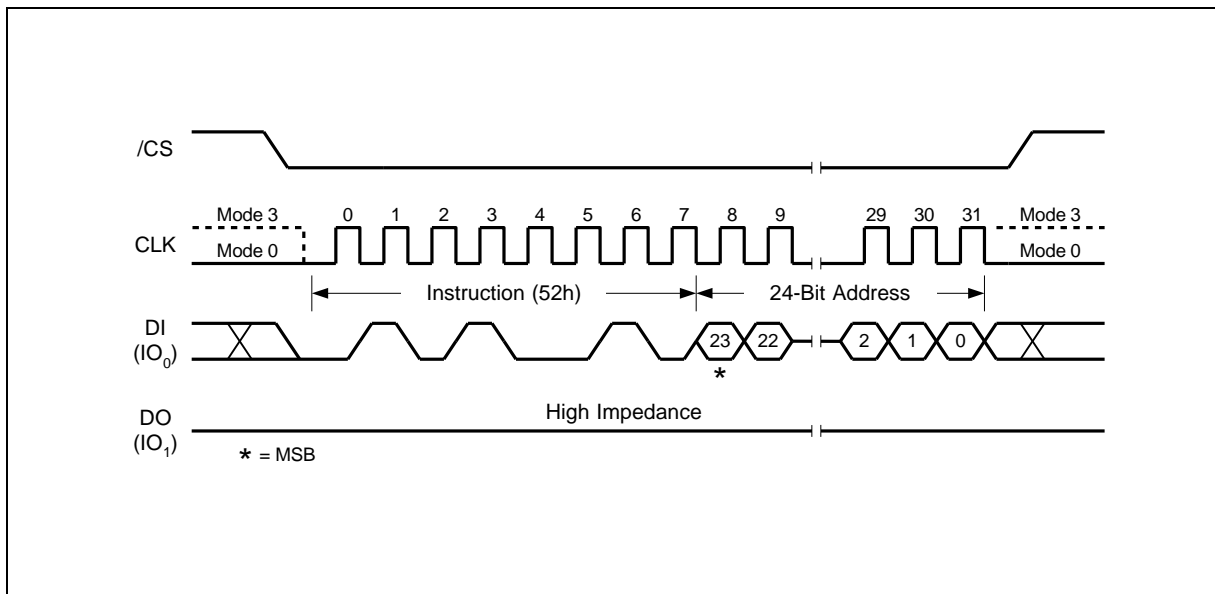 /CS
Mode 3
0 1 2 3 4 5 6 7 8 9 29 30 31
Mode 3
CLK
Mode 0
Mode 0
Instruction (52h)
24-Bit Address
DI
(IO0)
23 22 2 1 0
*
High Impedance
DO
(IO1)
* = MSB